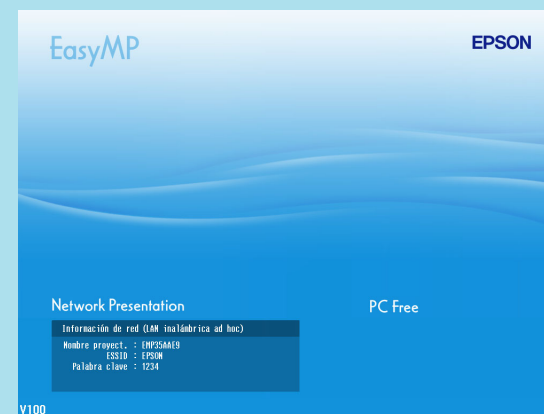 EasyMP
EPSON
Network Presentation
PC Free
Información de red (LAN inalámbrica ad hoc)
Nombre proyect. : EMP35AAE9
ESSID : EPSON
Palabra clave : 1234
V100